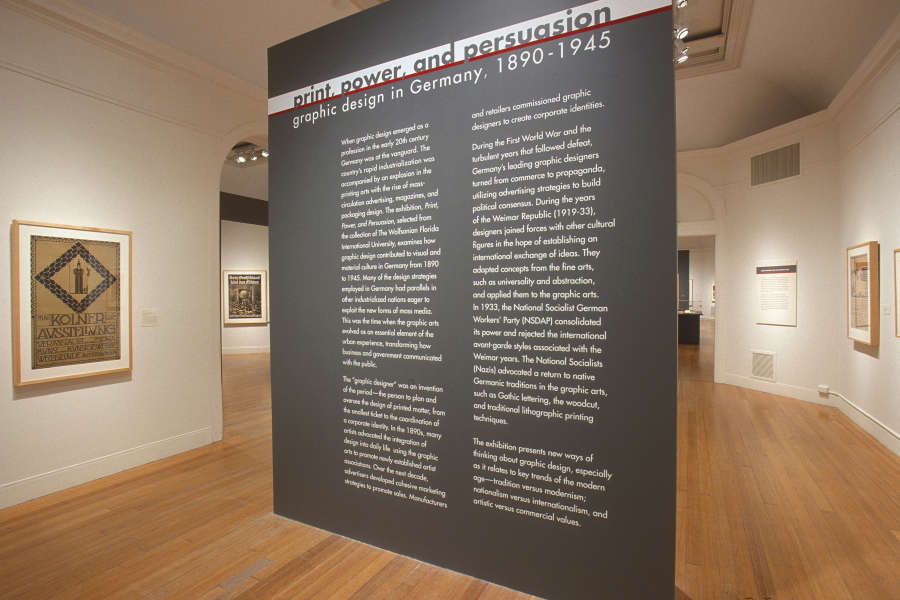 print, power, and persuasion
graphic design in Germany, 1890-1945
When graphic design emerged as a
profession in the early 20th century
Germany was at the vanguard. The
country's rapid industrialization was
accompanied by an explosion in the
printing arts with the rise of mass-
circulation advertising, magazines, and
packaging design. The exhibition, Print,
Power, and Persuasion, selected from
the collection of The Wolfsonian Florida
International University, examines how
graphic design contributed to visual and
material culture in Germany from 1890
to 1945. Many of the design strategies
employed in Germany had parallels in
other industrialized nations eager to
exploit the new forms of mass media.
This was the time when the graphic arts
evolved as an essential element of the
urban experience, transforming how
business and government communicated
with the public.
The "graphic designer" was an invention
of the period—the person to plan and
oversee the design of printed matter, from
the smallest ticket to the coordination of
a corporate identity. In the 1890s, many
artists advocated the integration of
design into daily life using the graphic
arts to promote newly established artist
associations. Over the next decade,
advertisers developed cohesive marketing
strategies to promote sales. Manufacturers
and retailers commissioned graphic
designers to create corporate identities.
During the First World War and the
turbulent years that followed defeat,
Germany's leading graphic designers
turned from commerce to propaganda,
utilizing advertising strategies to build
political consensus. During the years
of the Weimar Republic (1919-33),
designers joined forces with other cultural
figures in the hope of establishing an
international exchange of ideas. They
adapted concepts from the fine arts,
such as universality and abstraction,
and applied them to the graphic arts.
In 1933, the National Socialist German
Workers' Party (NSDAP) consolidated
its power and rejected the international
avant-garde styles associated with the
Weimar years. The National Socialists
(Nazis) advocated a return to native
Germanic traditions in the graphic arts,
such as Gothic lettering, the woodcut,
and traditional lithographic printing
techniques.
The exhibition presents new ways of
thinking about graphic design, especially
as it relates to key trends of the modern
age—tradition versus modernism;
nationalism versus internationalism, and
artistic versus commercial values.
KÖLNER
AUSSTELLUNG